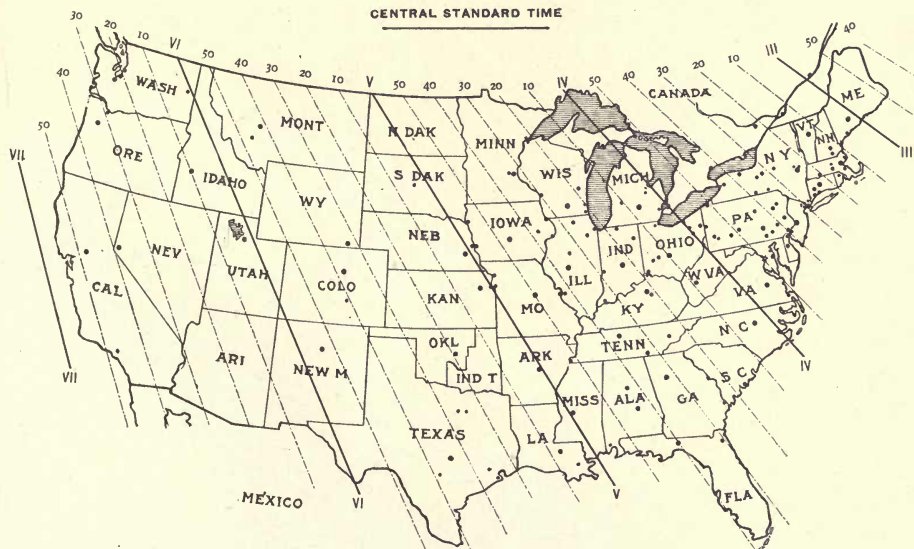 CENTRAL STANDARD TIME
30 20 10 VI 50 40 30 20 10 V 50 40 30 20 10 IV 50 40 30 20 10 III 50 40
40
50
VII
WASH
MONT
N DAK
MINN
CANADA
ME
VT
N H
III
ORE
IDAHO
S DAK
WIS
MICH
N Y
WY
IOWA
PA
NEV
NEB
UTAH
COLO
ILL
IND
OHIO
W VA
VA
CAL
KAN
MO
KY
N C
VII
ARI
NEW M
OKL
IND T
ARK
TENN
S C
IV
TEXAS
LA
MISS
ALA
GA
MEXICO
VI
V
FLA